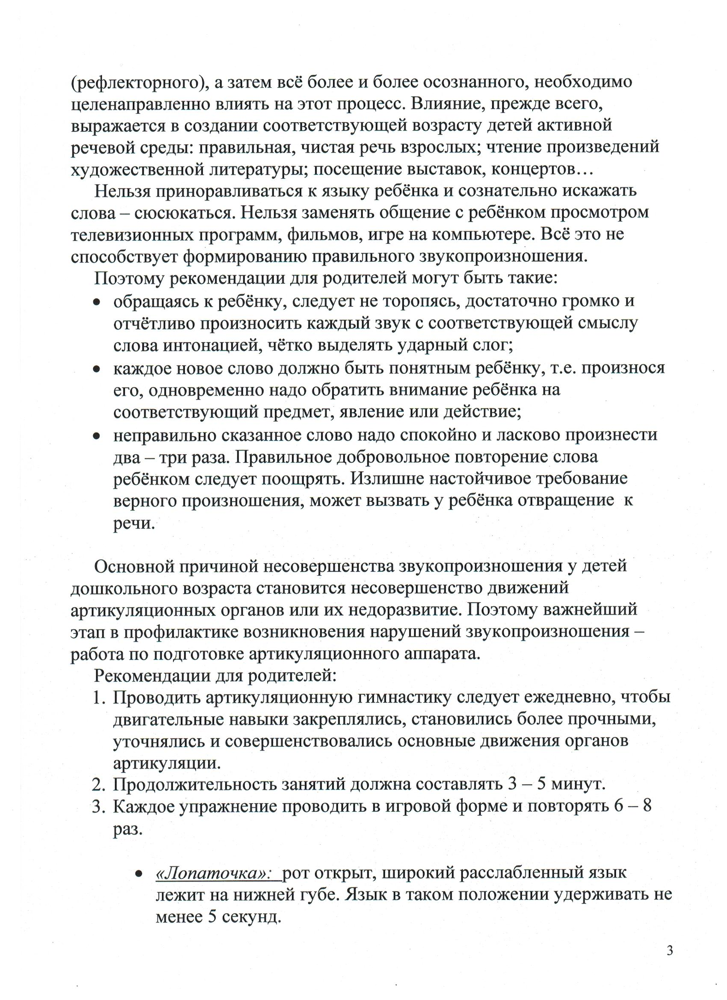 (рефлекторного), а затем всё более и более осознанного, необходимо
целенаправленно влиять на этот процесс. Влияние, прежде всего,
выражается в создании соответствующей возрасту детей активной
речевой среды: правильная, чистая речь взрослых; чтение произведений
художественной литературы; посещение выставок, концертов…
Нельзя приноравливаться к языку ребёнка и сознательно искажать
слова – сюсюкаться. Нельзя заменять общение с ребёнком просмотром
телевизионных программ, фильмов, игре на компьютере. Всё это не
способствует формированию правильного звукопроизношения.
Поэтому рекомендации для родителей могут быть такие:
• обращаясь к ребёнку, следует не торопясь, достаточно громко и
отчётливо произносить каждый звук с соответствующей смыслу
слова интонацией, чётко выделять ударный слог;
• каждое новое слово должно быть понятным ребёнку, т.е. произнося
его, одновременно надо обратить внимание ребёнка на
соответствующий предмет, явление или действие;
• неправильно сказанное слово надо спокойно и ласково произнести
два – три раза. Правильное добровольное повторение слова
ребёнком следует поощрять. Излишне настойчивое требование
верного произношения, может вызвать у ребёнка отвращение к
речи.
Основной причиной несовершенства звукопроизношения у детей
дошкольного возраста становится несовершенство движений
артикуляционных органов или их недоразвитие. Поэтому важнейший
этап в профилактике возникновения нарушений звукопроизношения –
работа по подготовке артикуляционного аппарата.
Рекомендации для родителей:
1. Проводить артикуляционную гимнастику следует ежедневно, чтобы
двигательные навыки закреплялись, становились более прочными,
уточнялись и совершенствовались основные движения органов
артикуляции.
2. Продолжительность занятий должна составлять 3 – 5 минут.
3. Каждое упражнение проводить в игровой форме и повторять 6 – 8
раз.
• «Лопаточка»: рот открыт, широкий расслабленный язык
лежит на нижней губе. Язык в таком положении удерживать не
менее 5 секунд.
3